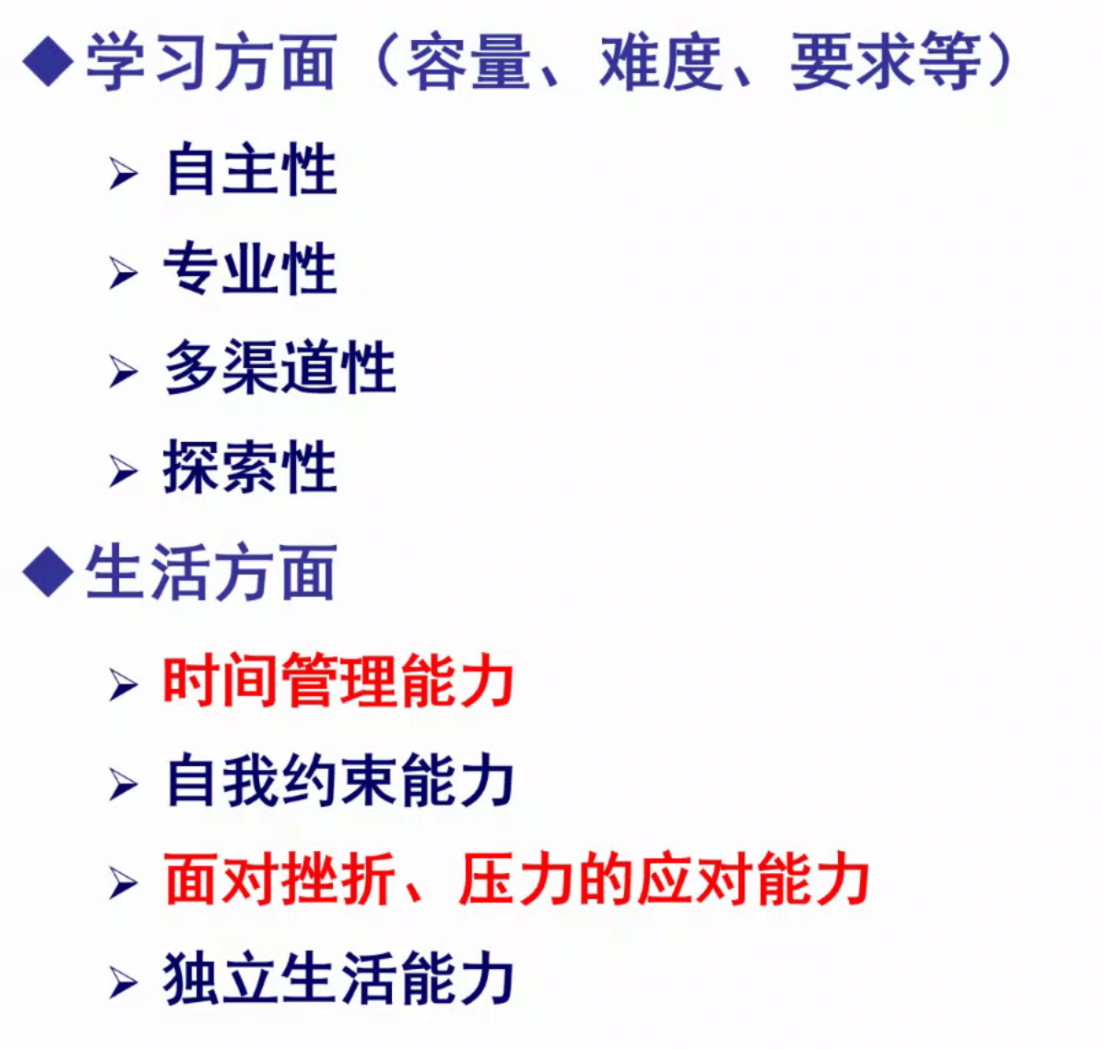 ◆学习方面（容量、难度、要求等）
➢ 自主性
➢ 专业性
➢ 多渠道性
➢ 探索性
◆生活方面
➢ 时间管理能力
➢ 自我约束能力
➢ 面对挫折、压力的应对能力
➢ 独立生活能力